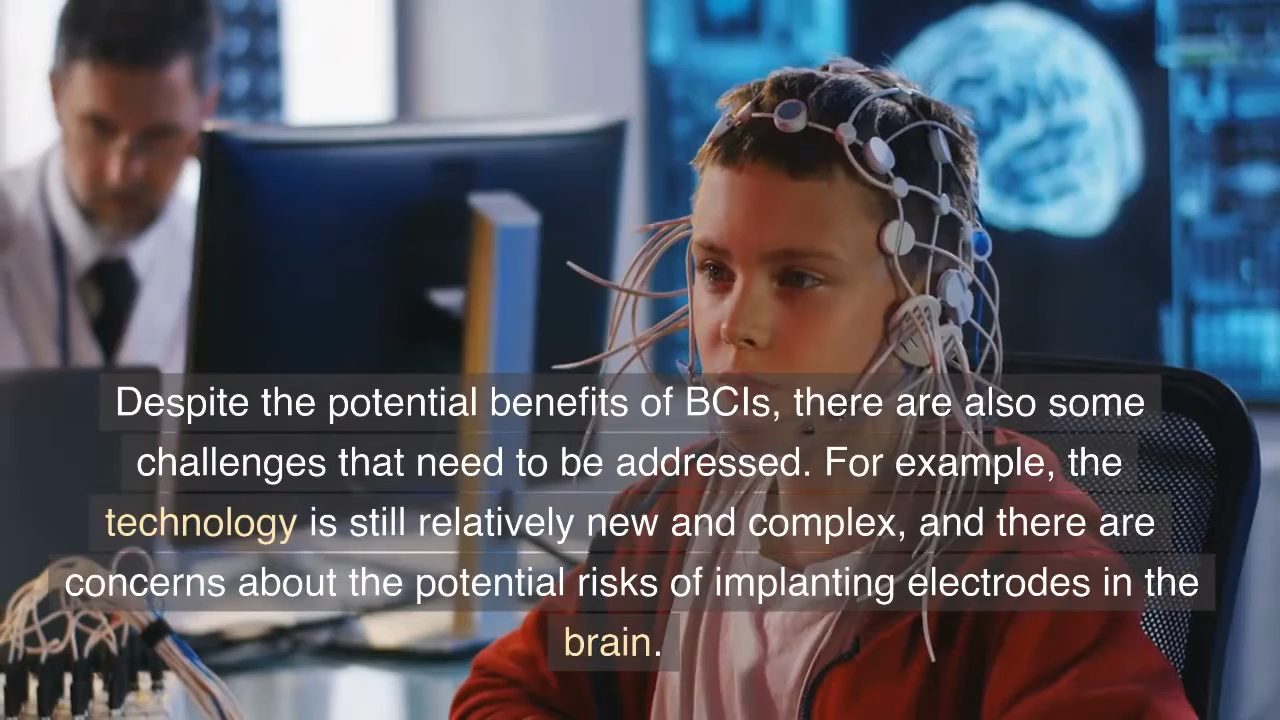 Despite the potential benefits of BCIs, there are also some
challenges that need to be addressed. For example, the
technology is still relatively new and complex, and there are
concerns about the potential risks of implanting electrodes in the
brain.